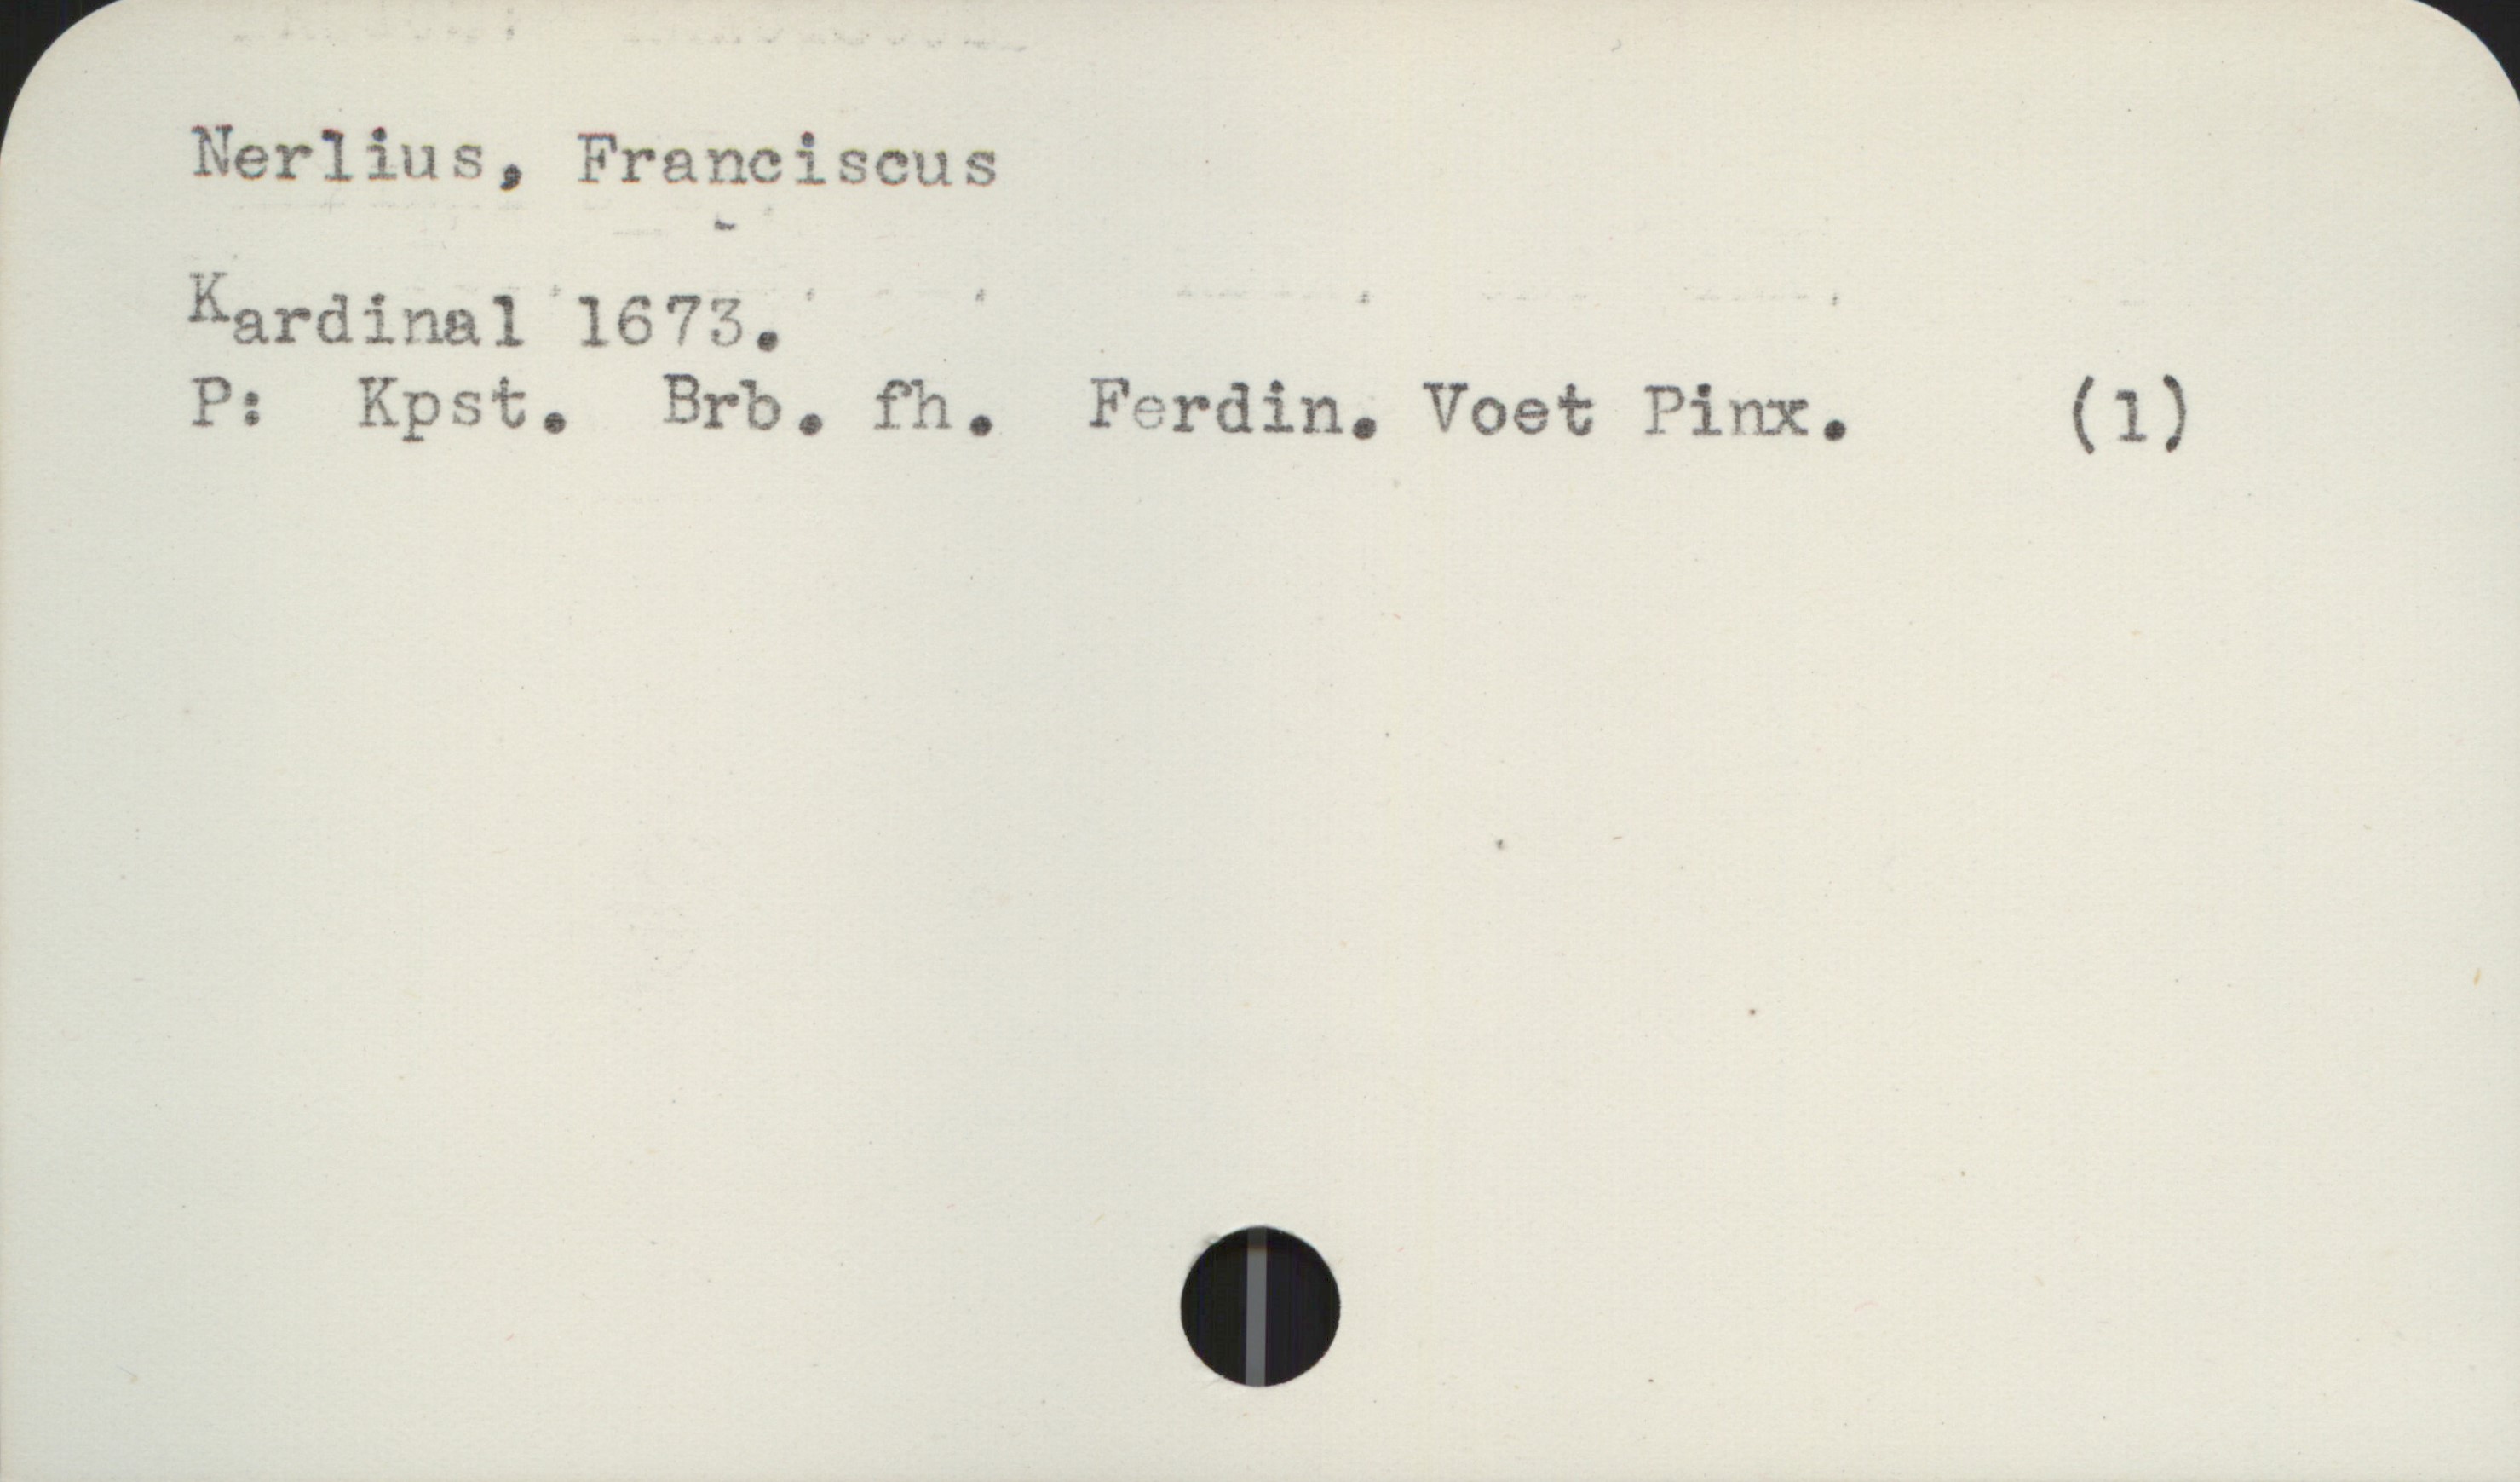 Nerlius, Franciscus
Kardinal 1673.
P: Kpst. Brb. fh. Ferdin. Voet Pinx. (1)